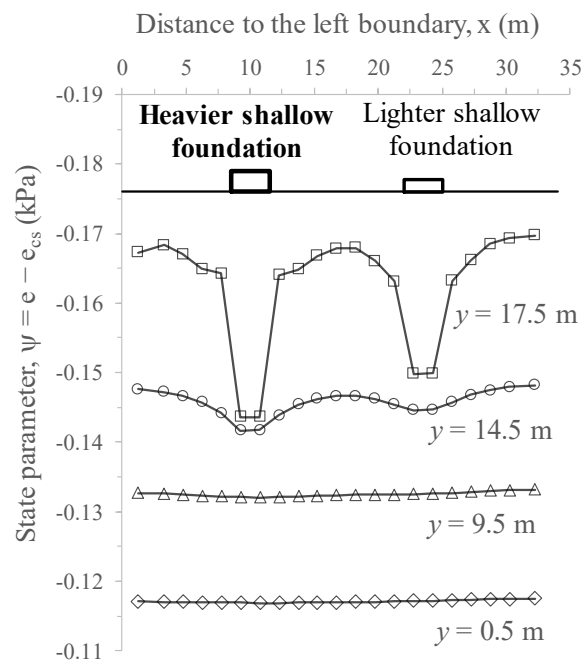 Distance to the left boundary, x (m)
0 5 10 15 20 25 30 35
-0.19
Heavier shallow foundation
Lighter shallow foundation
-0.18
-0.17
-0.16
y = 17.5 m
-0.15
y = 14.5 m
-0.14
-0.13
y = 9.5 m
-0.12
y = 0.5 m
-0.11
State parameter, ψ = e − e_cs (kPa)